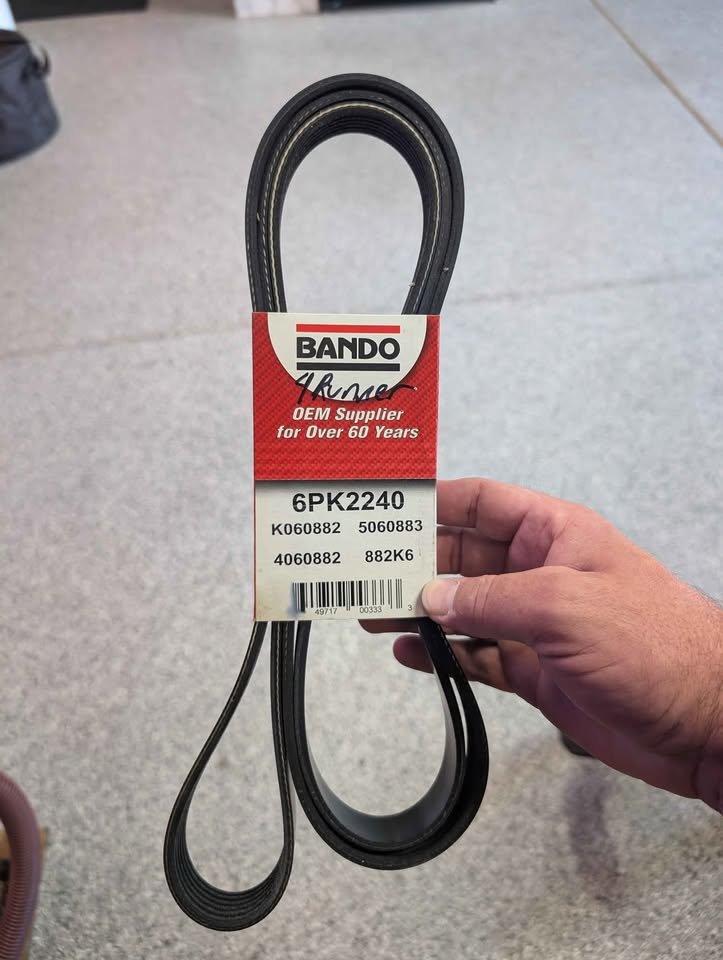 BANDO
4Runner
OEM Supplier
for Over 60 Years
6PK2240
K060882 5060883
4060882 882K6
49717 00333 3